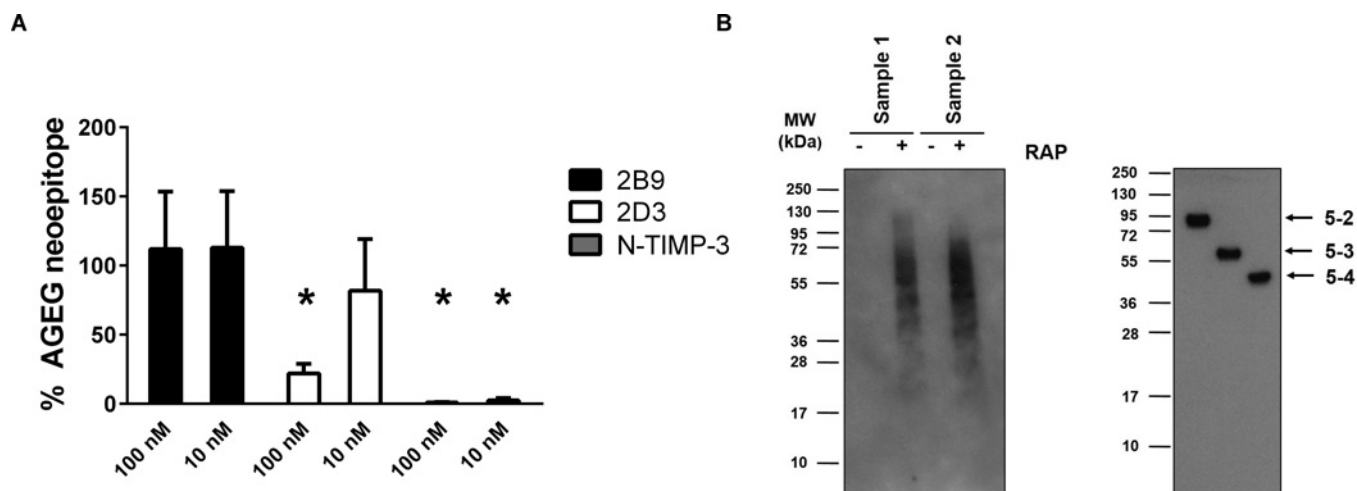 A
% AGEG neoepitope
200
150
100
50
0
100 nM
10 nM
100 nM
10 nM
100 nM
10 nM
*
*
*
2B9
2D3
N-TIMP-3
B
Sample 1
Sample 2
MW
(kDa)
- + - +
RAP
250
130
95
72
55
36
28
17
10
250
130
95
72
55
36
28
17
10
5-2
5-3
5-4